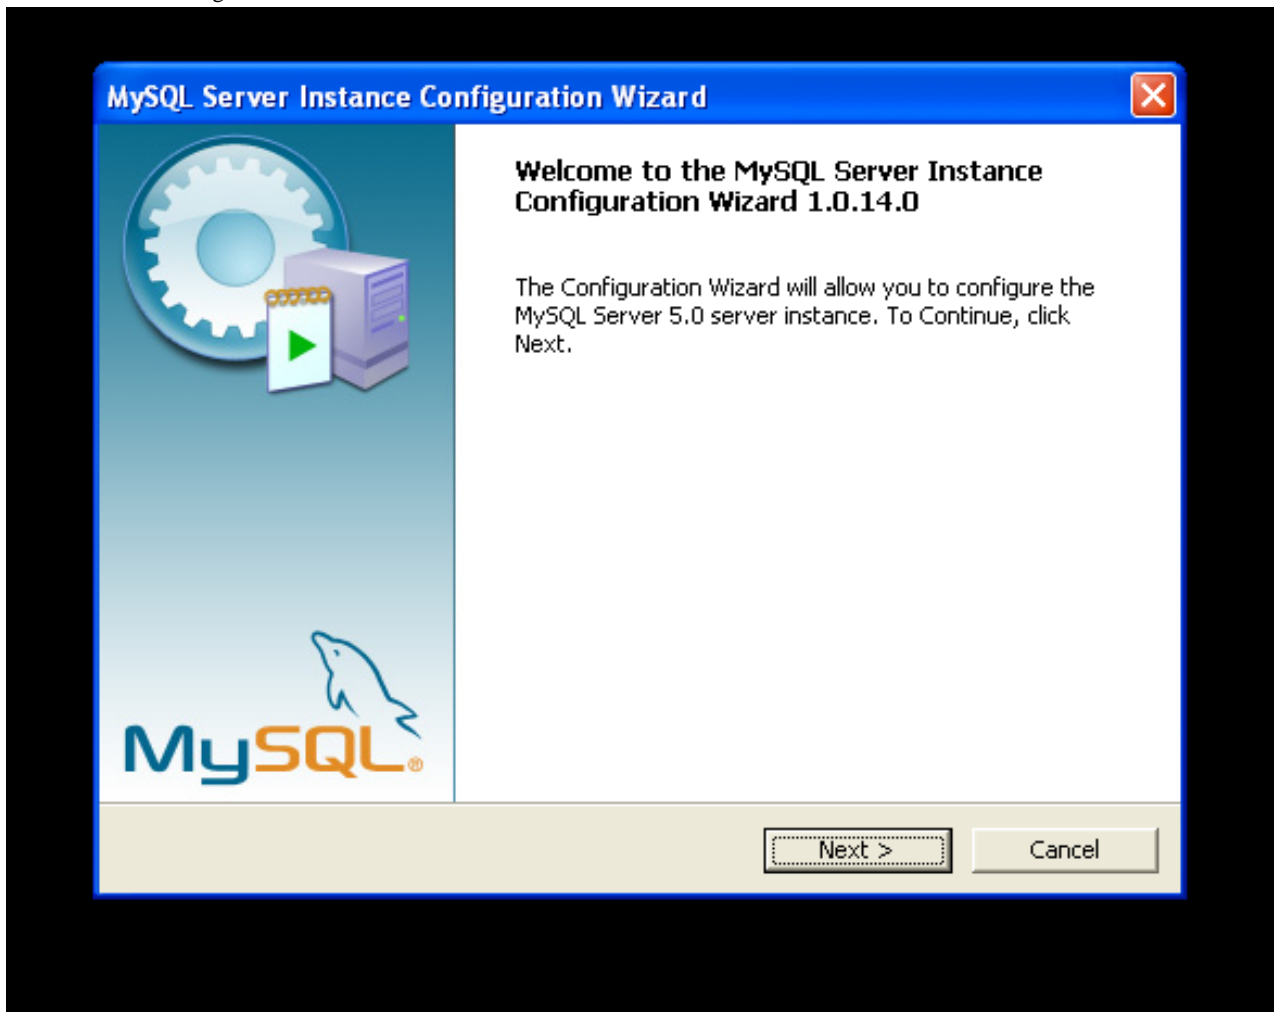 MySQL Server Instance Configuration Wizard
Welcome to the MySQL Server Instance
Configuration Wizard 1.0.14.0
The Configuration Wizard will allow you to configure the
MySQL Server 5.0 server instance. To Continue, click
Next.
MySQL®
Next >
Cancel